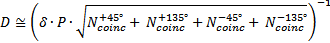 D ≅ (δ · P · √(N_coinc^{+45°} + N_coinc^{+135°} + N_coinc^{−45°} + N_coinc^{−135°}))^{−1}